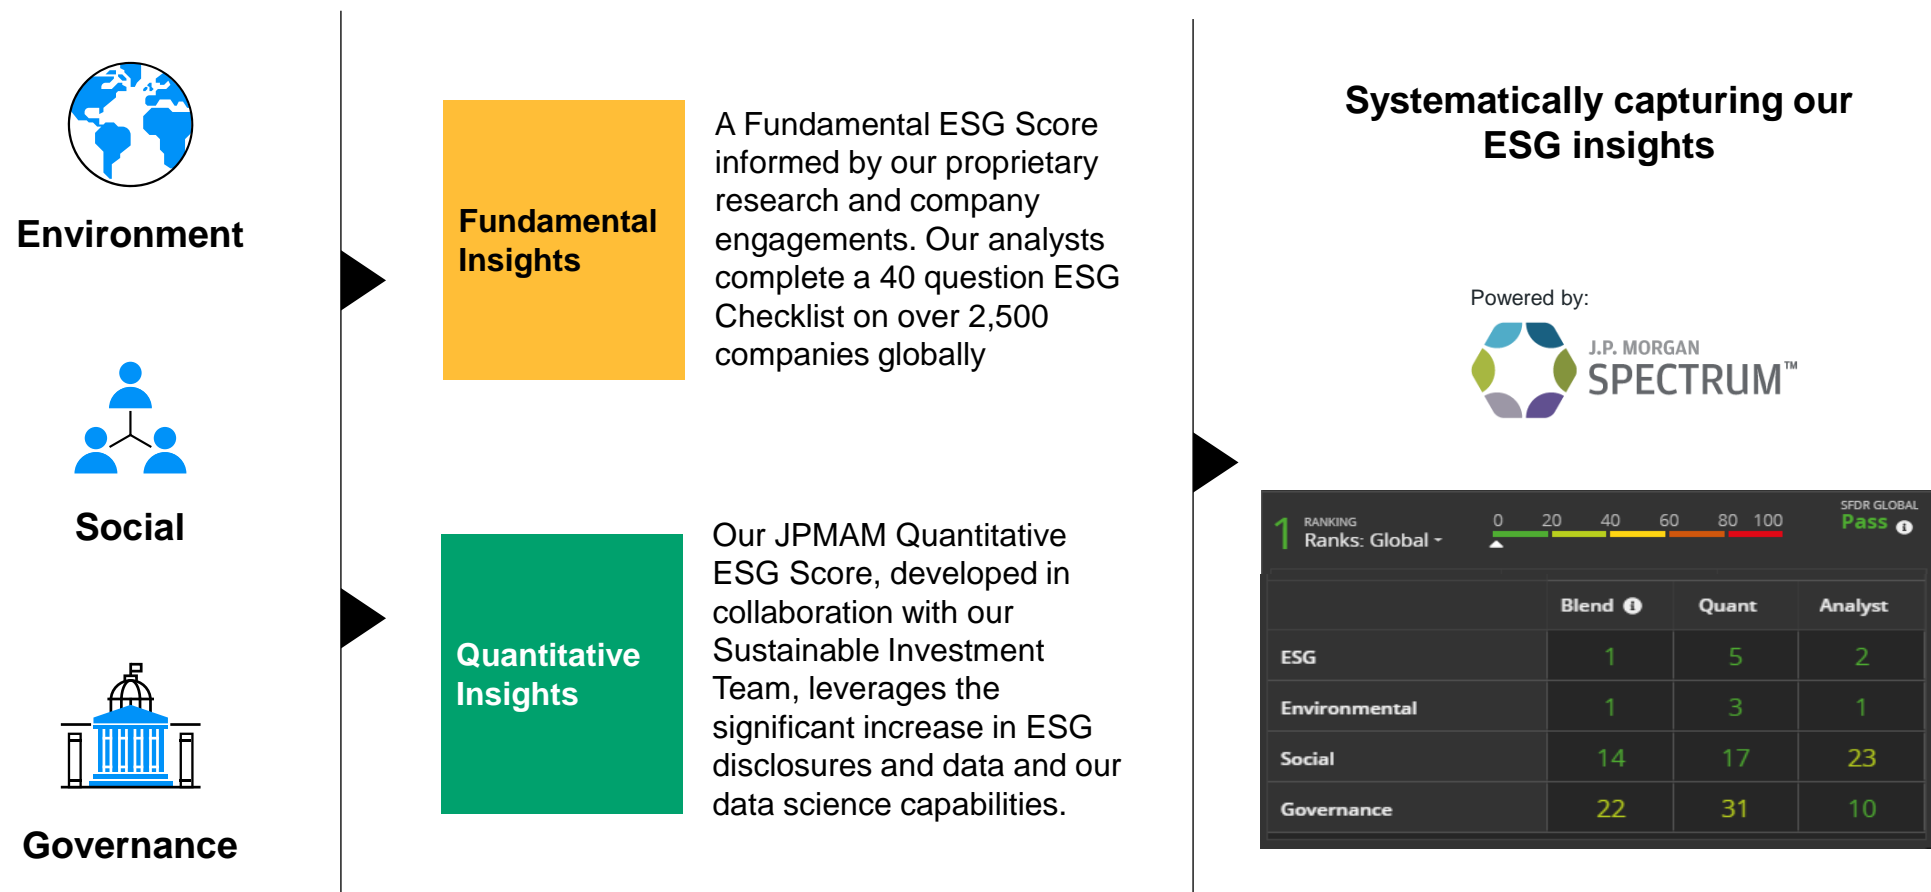 Environment
Social
Governance
Fundamental
Insights
A Fundamental ESG Score
informed by our proprietary
research and company
engagements. Our analysts
complete a 40 question ESG
Checklist on over 2,500
companies globally
Quantitative
Insights
Our JPMAM Quantitative
ESG Score, developed in
collaboration with our
Sustainable Investment
Team, leverages the
significant increase in ESG
disclosures and data and our
data science capabilities.
Systematically capturing our
ESG insights
Powered by:
J.P. MORGAN
SPECTRUM™
1 RANKING
Ranks: Global
0 20 40 60 80 100
SFDR GLOBAL
Pass
Blend Quant Analyst
ESG 1 5 2
Environmental 1 3 1
Social 14 17 23
Governance 22 31 10